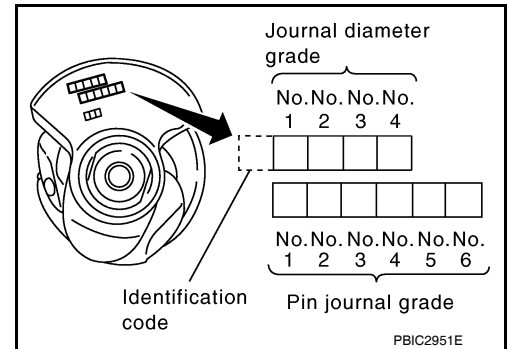 Journal diameter
grade
No. No. No. No.
1 2 3 4
No. No. No. No. No. No.
1 2 3 4 5 6
Identification
code
Pin journal grade
PBIC2951E